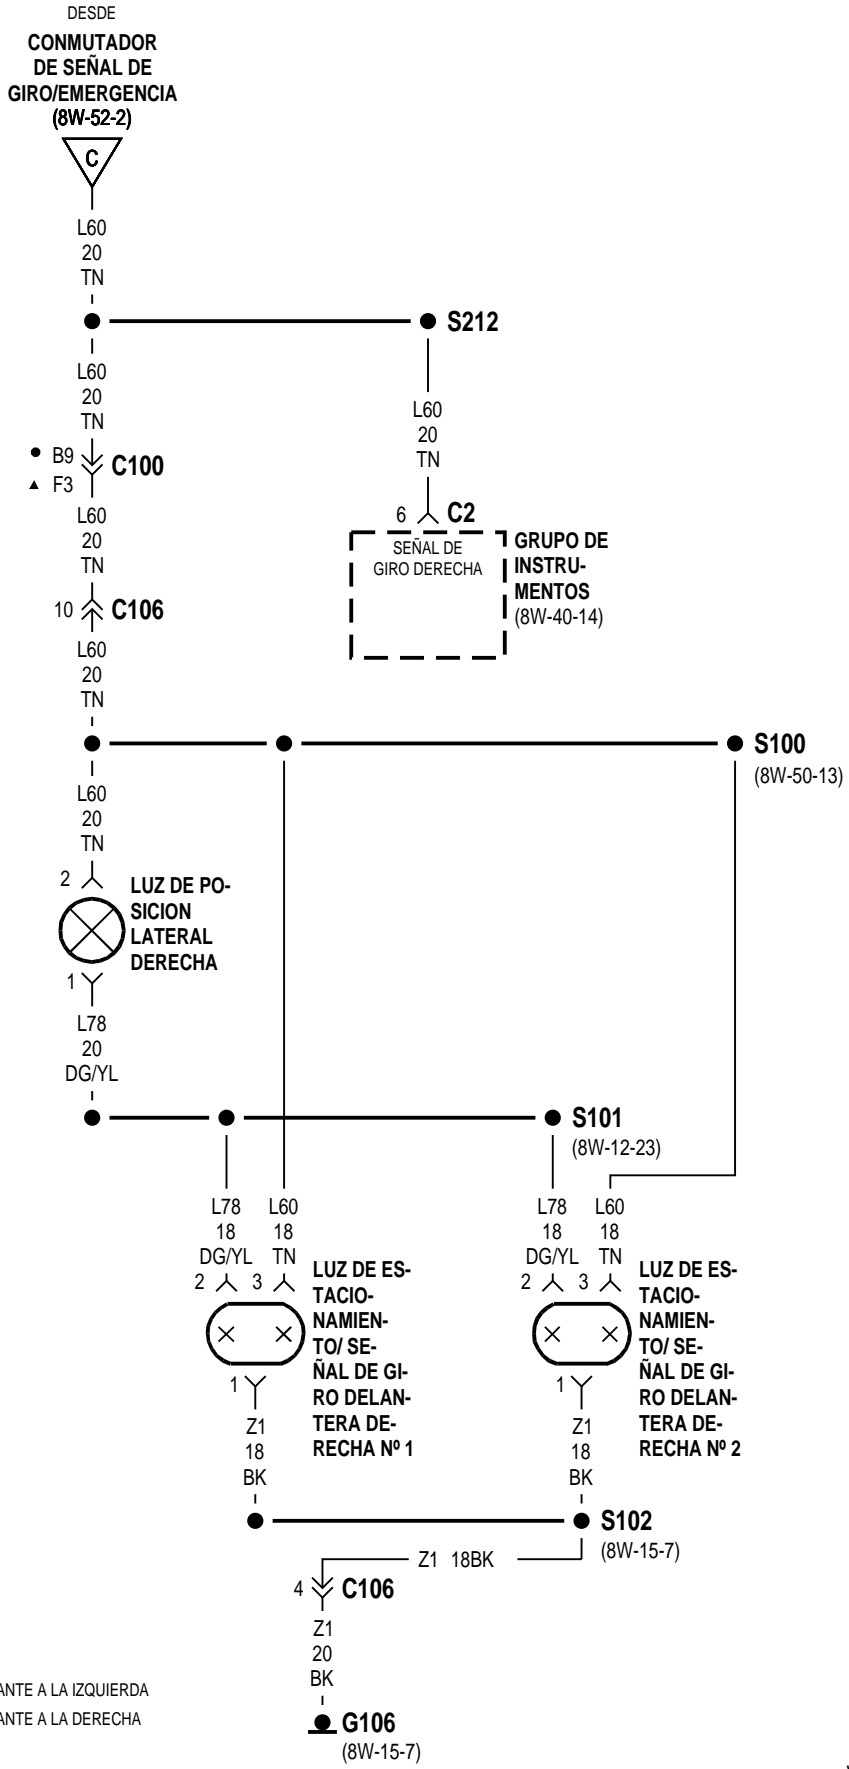 DESDE
CONMUTADOR
DE SEÑAL DE
GIRO/EMERGENCIA
(8W-52-2)
C
L60
20
TN
S212
L60
20
TN
L60
20
TN
B9
F3
C100
L60
20
TN
6
C2
SEÑAL DE
GIRO DERECHA
GRUPO DE
INSTRU-
MENTOS
(8W-40-14)
10
C106
L60
20
TN
S100
(8W-50-13)
L60
20
TN
2
LUZ DE PO-
SICION
LATERAL
DERECHA
1
L78
20
DG/YL
S101
(8W-12-23)
L78
18
DG/YL
2
L60
18
TN
3
LUZ DE ES-
TACIO-
NAMIEN-
TO/ SE-
ÑAL DE GI-
RO DELAN-
TERA DE-
RECHA Nº 1
1
Z1
18
BK
L78
18
DG/YL
2
L60
18
TN
3
LUZ DE ES-
TACIO-
NAMIEN-
TO/ SE-
ÑAL DE GI-
RO DELAN-
TERA DE-
RECHA Nº 2
1
Z1
18
BK
S102
(8W-15-7)
Z1 18BK
4
C106
Z1
20
BK
G106
(8W-15-7)
ANTE A LA IZQUIERDA
ANTE A LA DERECHA